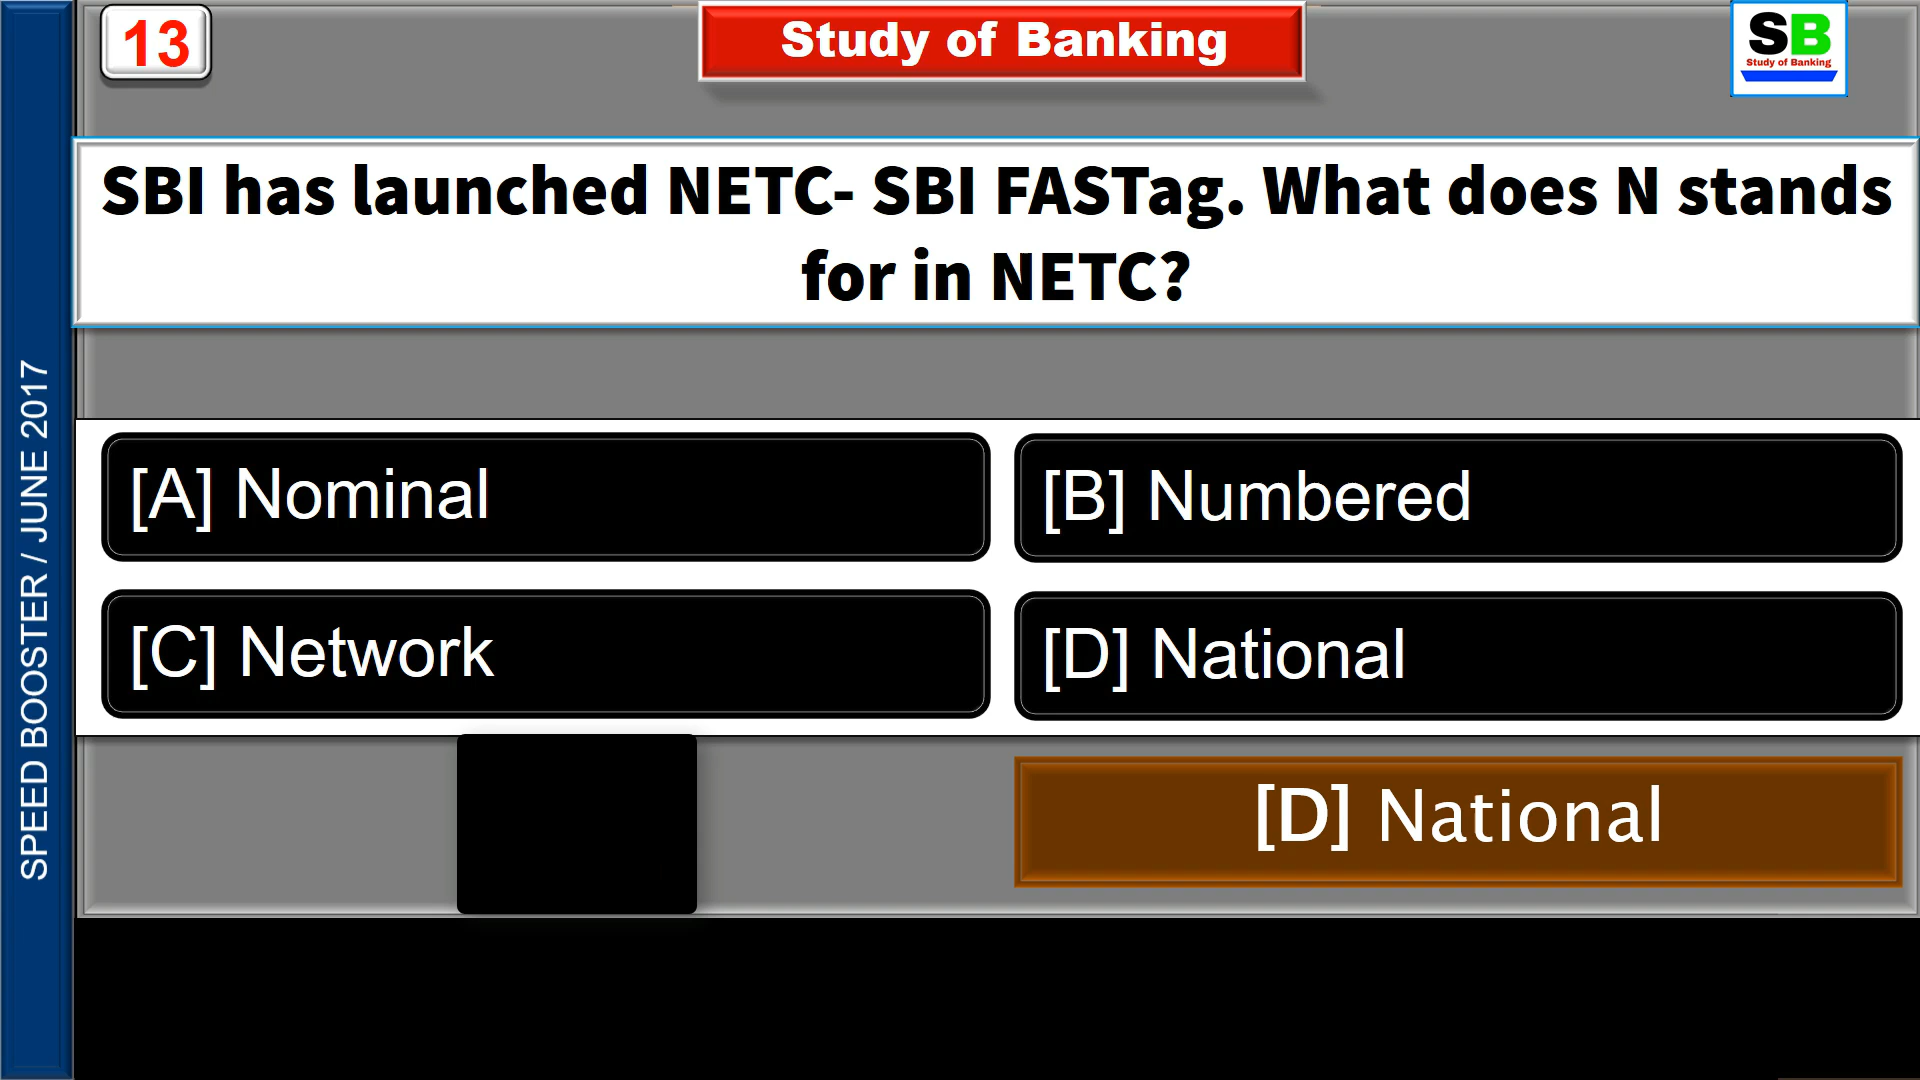 13
Study of Banking
SB
Study of Banking
SBI has launched NETC- SBI FASTag. What does N stands
for in NETC?
[A] Nominal
[B] Numbered
[C] Network
[D] National
[D] National
SPEED BOOSTER / JUNE 2017